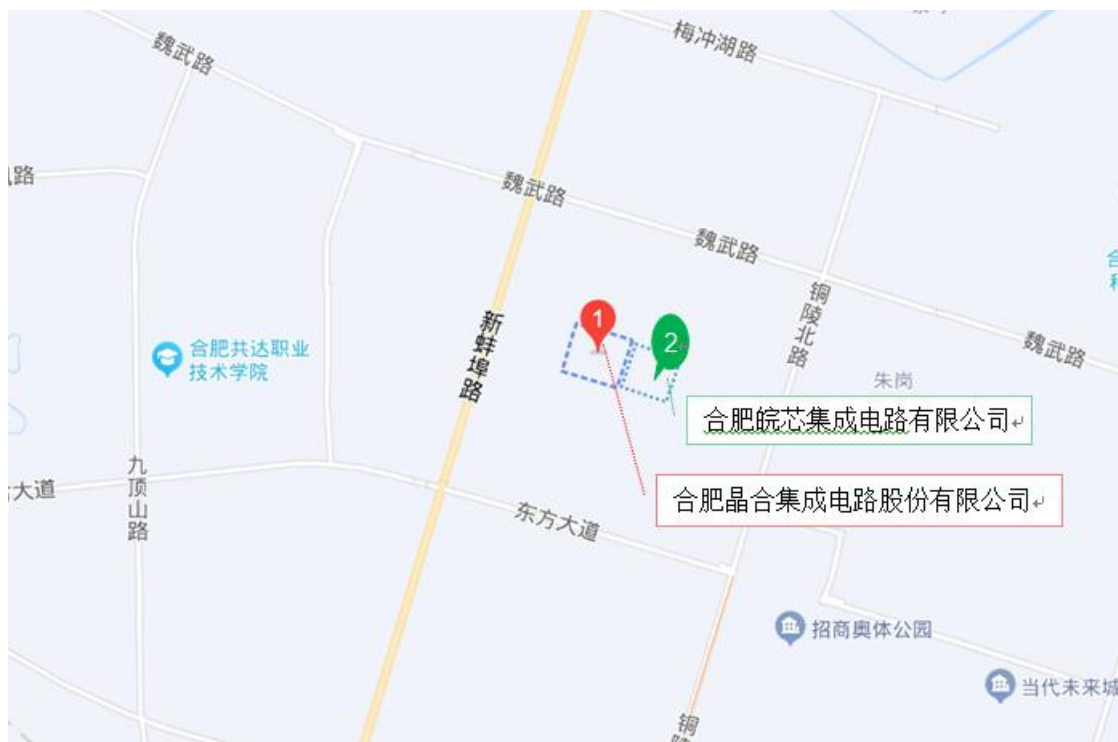 梅冲湖路
魏武路
路
魏武路
魏武路
铜陵北路
魏武路
1
2
新蚌埠路
合肥共达职业
技术学院
朱岗
合肥皖芯集成电路有限公司
九顶山路
大道
合肥晶合集成电路股份有限公司
东方大道
招商奥体公园
当代未来城
铜